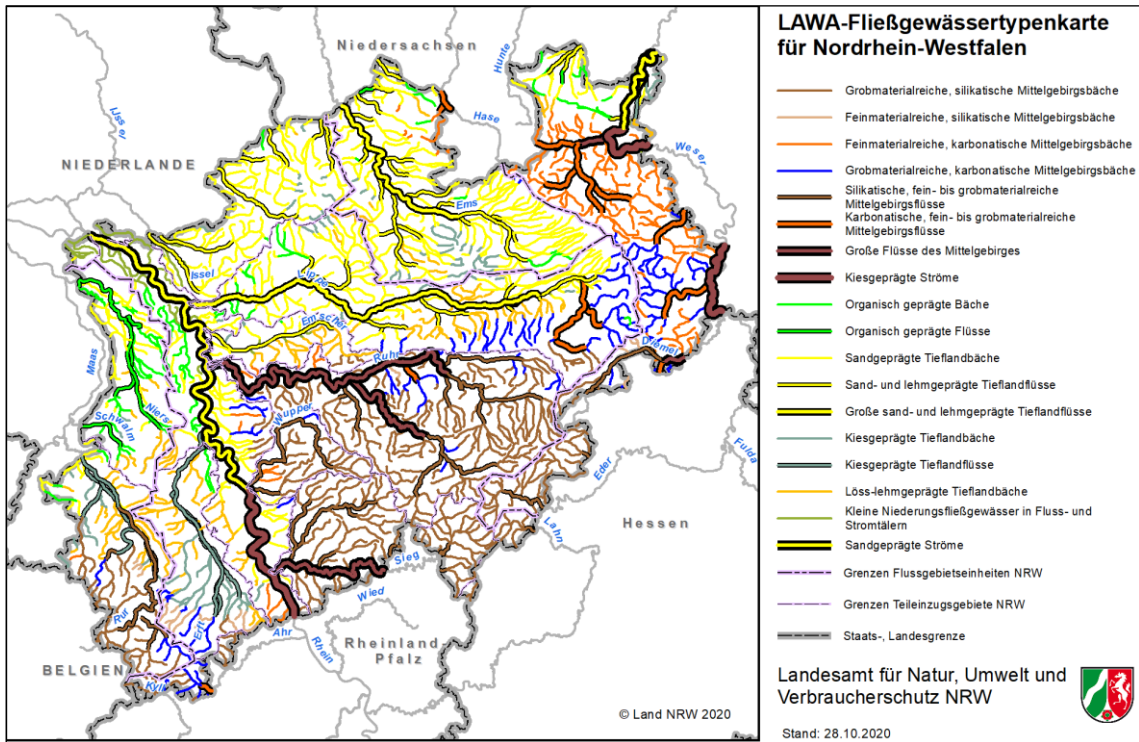 LAWA-Fließgewässertypenkarte
für Nordrhein-Westfalen
Grobmaterialreiche, silikatische Mittelgebirgsbäche
Feinmaterialreiche, silikatische Mittelgebirgsbäche
Feinmaterialreiche, karbonatische Mittelgebirgsbäche
Grobmaterialreiche, karbonatische Mittelgebirgsbäche
Silikatische, fein- bis grobmaterialreiche
Mittelgebirgsflüsse
Karbonatische, fein- bis grobmaterialreiche
Mittelgebirgsflüsse
Große Flüsse des Mittelgebirges
Kiesgeprägte Ströme
Organisch geprägte Bäche
Organisch geprägte Flüsse
Sandgeprägte Tieflandbäche
Sand- und lehmgeprägte Tieflandflüsse
Große sand- und lehmgeprägte Tieflandflüsse
Kiesgeprägte Tieflandbäche
Kiesgeprägte Tieflandflüsse
Löss-lehmgeprägte Tieflandbäche
Kleine Niederungsfließgewässer in Fluss- und
Stromtälern
Sandgeprägte Ströme
Grenzen Flussgebietseinheiten NRW
Grenzen Teileinzugsgebiete NRW
Staats-, Landesgrenze
Landesamt für Natur, Umwelt und
Verbraucherschutz NRW
Stand: 28.10.2020
Niedersachsen
Hunte
IJssel
Hase
NIEDERLANDE
Weser
Ems
Issel
Lippe
Emscher
Maas
Ruhr
Diemel
Niers
Schwalm
Wupper
Fulda
Eder
Hessen
Lahn
Sieg
Wied
Rur
Erft
Ahr
Rhein
Rheinland
Pfalz
BELGIEN
Kyll
© Land NRW 2020